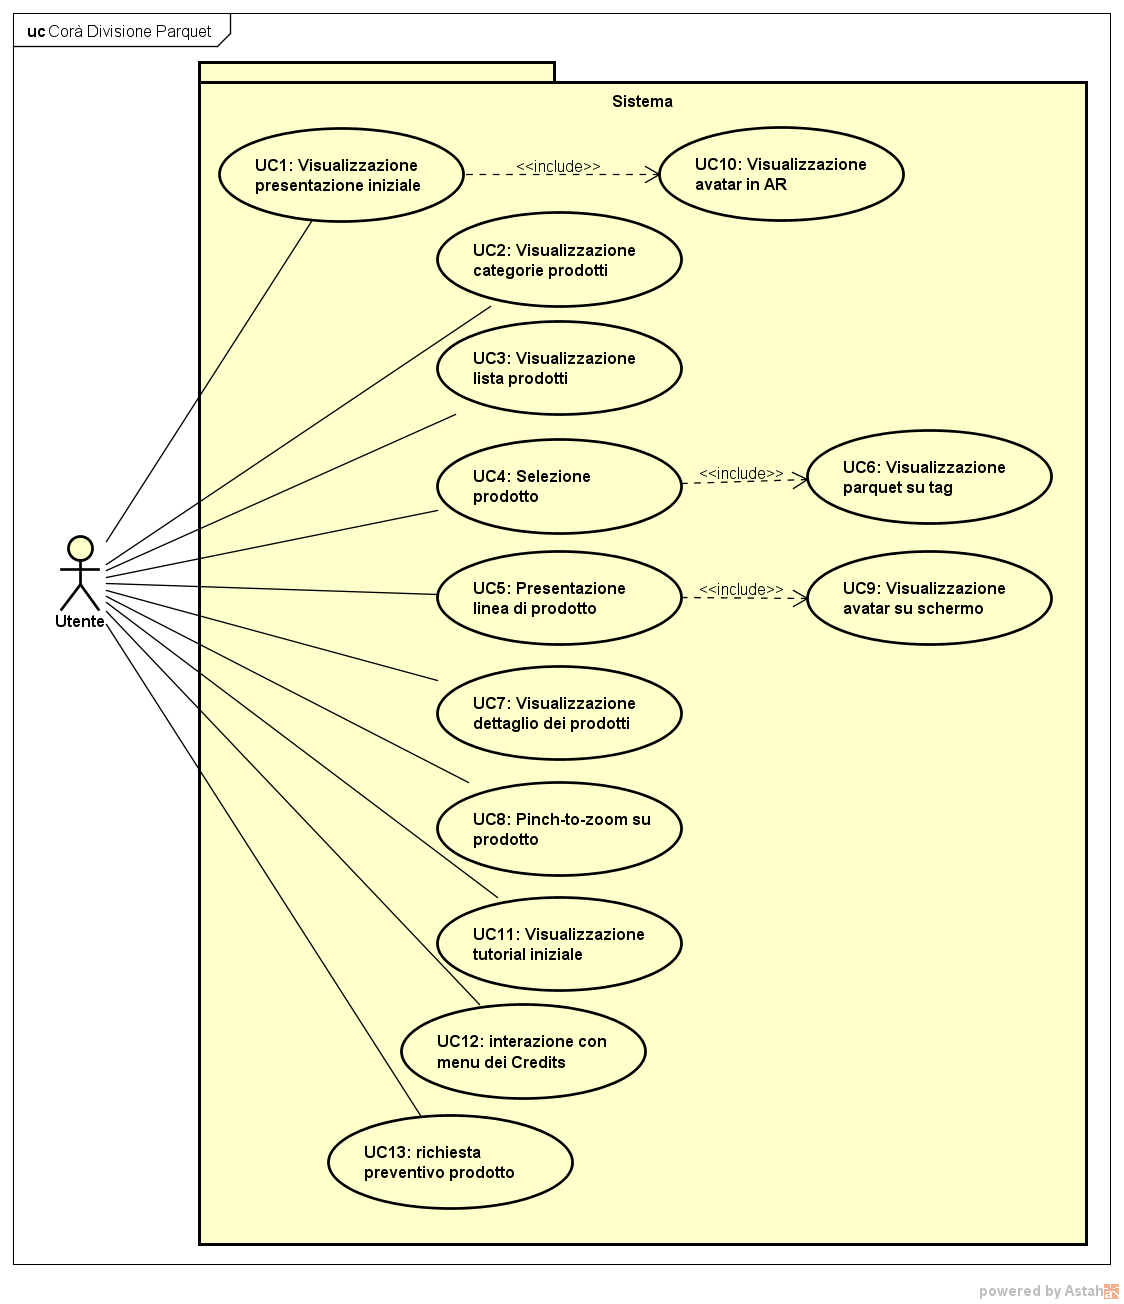 uc Corà Divisione Parquet
Sistema
UC1: Visualizzazione
presentazione iniziale
<<include>>
UC10: Visualizzazione
avatar in AR
UC2: Visualizzazione
categorie prodotti
UC3: Visualizzazione
lista prodotti
UC4: Selezione
prodotto
<<include>>
UC6: Visualizzazione
parquet su tag
UC5: Presentazione
linea di prodotto
<<include>>
UC9: Visualizzazione
avatar su schermo
Utente
UC7: Visualizzazione
dettaglio dei prodotti
UC8: Pinch-to-zoom su
prodotto
UC11: Visualizzazione
tutorial iniziale
UC12: interazione con
menu dei Credits
UC13: richiesta
preventivo prodotto
powered by Astah